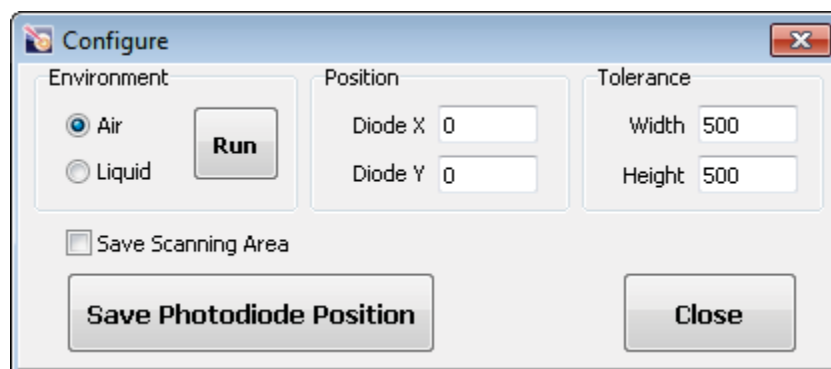 Configure
Environment
Position
Tolerance
Air
Run
Diode X 0
Width 500
Liquid
Diode Y 0
Height 500
Save Scanning Area
Save Photodiode Position
Close